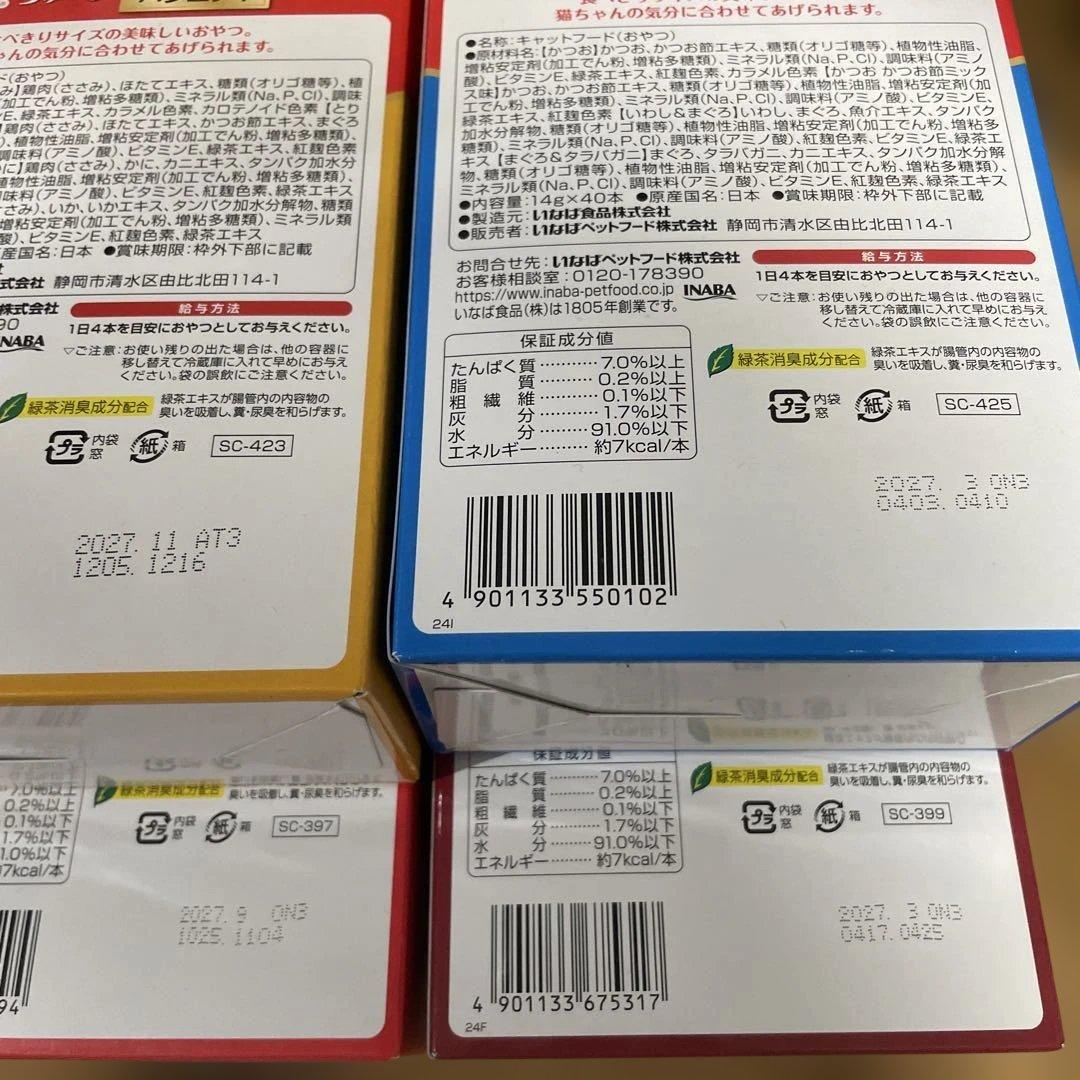 べきりサイズの美味しいおやつ。
ゃんの気分に合わせてあげられます。
ド(おやつ)
み】鶏肉(ささみ)、ほたてエキス、糖類(オリゴ糖等)、植
加工でん粉、増粘多糖類)、ミネラル類(Na、P、Cl)、調
E、緑茶エキス、カラメル色素、カロテノイド色素【とり
】鶏肉(ささみ)、ほたてエキス、かつお節エキス、まぐろ
)、植物性油脂、増粘安定剤(加工でん粉、増粘多糖類)、
調味料(アミノ酸)、ビタミンE、緑茶エキス、紅麹色素
に】鶏肉(ささみ)、かに、カニエキス、タンパク加水分
植物性油脂、増粘安定剤(加工でん粉、増粘多糖類)、
味料(アミノ酸)、ビタミンE、紅麹色素、緑茶エキス
ささみ)、いか、いかエキス、タンパク加水分解物、糖類
増粘安定剤(加工でん粉、増粘多糖類)、ミネラル類
酸)、ビタミンE、紅麹色素、緑茶エキス
産国名:日本 ●賞味期限:枠外下部に記載
式会社 静岡市清水区由比北田114-1
株式会社
90
INABA
給与方法
1日4本を目安におやつとしてお与えください。
▽ご注意:お使い残りの出た場合は、他の容器に
移し替えて冷蔵庫に入れて早めにお与え
ください。袋の誤飲にご注意ください。
緑茶消臭成分配合
緑茶エキスが腸管内の内容物の
臭いを吸着し、糞・尿臭を和らげます。
プラ 内袋 窓 紙 箱 SC-423
2027. 11 AT3
1205. 1216
猫ちゃんの気分に合わせてあげられます。
●名称:キャットフード(おやつ)
●原材料名:【かつお】かつお、かつお節エキス、糖類(オリゴ糖等)、植物性油脂、
増粘安定剤(加工でん粉、増粘多糖類)、ミネラル類(Na、P、Cl)、調味料(アミノ
酸)、ビタミンE、緑茶エキス、紅麹色素、カラメル色素【かつお かつお節ミック
ス味】かつお、かつお節エキス、糖類(オリゴ糖等)、植物性油脂、増粘安定剤(加
工でん粉、増粘多糖類)、ミネラル類(Na、P、Cl)、調味料(アミノ酸)、ビタミンE、
緑茶エキス、紅麹色素【いわし&まぐろ】いわし、まぐろ、魚介エキス、タンパク
加水分解物、糖類(オリゴ糖等)、植物性油脂、増粘安定剤(加工でん粉、増粘多
糖類)、ミネラル類(Na、P、Cl)、調味料(アミノ酸)、ビタミンE、紅麹色素、緑茶エ
キス【まぐろ&タラバガニ】まぐろ、タラバガニ、カニエキス、タンパク加水分解
物、糖類(オリゴ糖等)、植物性油脂、増粘安定剤(加工でん粉、増粘多糖類)、
ミネラル類(Na、P、Cl)、調味料(アミノ酸)、ビタミンE、紅麹色素、緑茶エキス
●内容量:14g×40本 ●原産国名:日本 ●賞味期限:枠外下部に記載
●製造元:いなば食品株式会社
●販売者:いなばペットフード株式会社 静岡市清水区由比北田114-1
お問合せ先:いなばペットフード株式会社
お客様相談室:0120-178390
https://www.inaba-petfood.co.jp INABA
いなば食品(株)は1805年創業です。
給与方法
1日4本を目安におやつとしてお与えください。
▽ご注意:お使い残りの出た場合は、他の容器に
移し替えて冷蔵庫に入れて早めにお与え
ください。袋の誤飲にご注意ください。
保証成分値
たんぱく質………7.0%以上
脂質………0.2%以上
粗繊維………0.1%以下
灰分………1.7%以下
水分………91.0%以下
エネルギー………約7kcal/本
緑茶消臭成分配合
緑茶エキスが腸管内の内容物の
臭いを吸着し、糞・尿臭を和らげます。
プラ 内袋 窓 紙 箱 SC-425
2027. 3 ON3
0403. 0410
4 901133 550102
24I
7.0%以上
0.2%以上
0.1%以下
1.7%以下
1.0%以下
7kcal/本
緑茶消臭成分配合
臭いを吸着し、糞・尿臭を和らげます。
プラ 内袋 窓 紙 箱 SC-397
2027. 9 ON3
1025. 1104
94
保証成分値
たんぱく質………7.0%以上
脂質………0.2%以上
粗繊維………0.1%以下
灰分………1.7%以下
水分………91.0%以下
エネルギー………約7kcal/本
緑茶消臭成分配合
緑茶エキスが腸管内の内容物の
臭いを吸着し、糞・尿臭を和らげます。
プラ 内袋 窓 紙 箱 SC-399
2027. 3 ON3
0417. 0425
4 901133 675317
24F